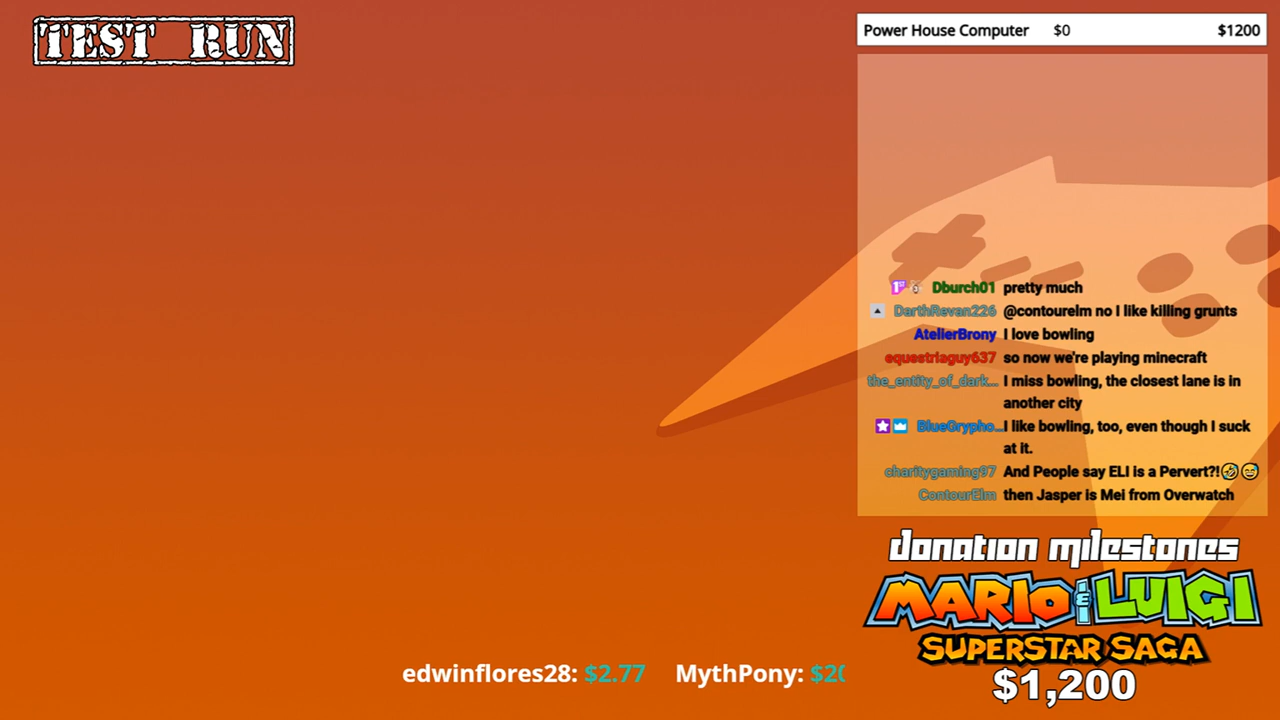 TEST RUN
Power House Computer $0 $1200
Dburch01 pretty much
DarthRevan226 @contourelm no I like killing grunts
AtelierBrony I love bowling
equestriaguy637 so now we're playing minecraft
the_entity_of_dark... I miss bowling, the closest lane is in
another city
BlueGrypho... I like bowling, too, even though I suck
at it.
charitygaming97 And People say ELI is a Pervert?!🤣😅
ContourElm then Jasper is Mei from Overwatch
DONATION MILESTONES
MARIO & LUIGI
SUPERSTAR SAGA
$1,200
edwinflores28: $2.77 MythPony: